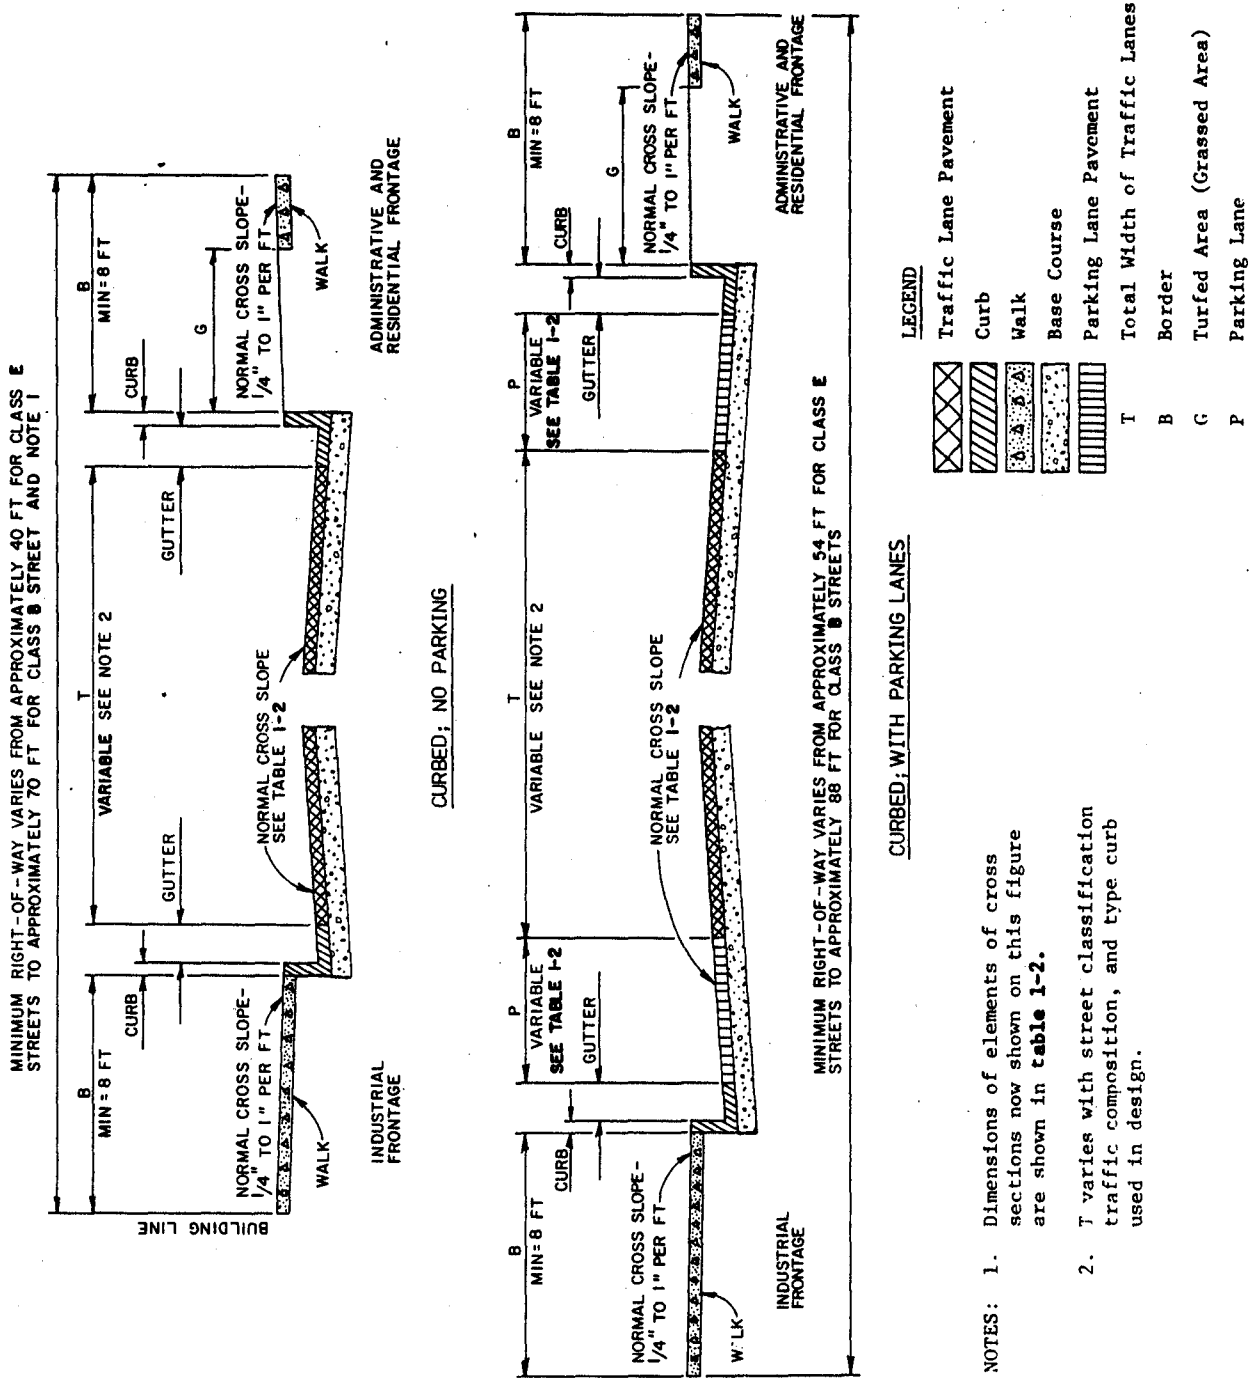 MINIMUM RIGHT-OF-WAY VARIES FROM APPROXIMATELY 40 FT FOR CLASS E
STREETS TO APPROXIMATELY 70 FT FOR CLASS B STREET AND NOTE 1
B
MIN=8 FT
T
VARIABLE SEE NOTE 2
B
MIN=8 FT
CURB
GUTTER
GUTTER
CURB
G
BUILDING LINE
NORMAL CROSS SLOPE-
1/4" TO 1" PER FT
WALK
NORMAL CROSS SLOPE
SEE TABLE 1-2
NORMAL CROSS SLOPE-
1/4" TO 1" PER FT
WALK
INDUSTRIAL
FRONTAGE
ADMINISTRATIVE AND
RESIDENTIAL FRONTAGE
CURBED; NO PARKING
B
MIN=8 FT
P
VARIABLE
SEE TABLE 1-2
T
VARIABLE SEE NOTE 2
P
VARIABLE
SEE TABLE 1-2
B
MIN=8 FT
CURB
GUTTER
GUTTER
CURB
G
NORMAL CROSS SLOPE-
1/4" TO 1" PER FT
W LK
NORMAL CROSS SLOPE
SEE TABLE 1-2
NORMAL CROSS SLOPE-
1/4" TO 1" PER FT
WALK
INDUSTRIAL
FRONTAGE
ADMINISTRATIVE AND
RESIDENTIAL FRONTAGE
MINIMUM RIGHT-OF-WAY VARIES FROM APPROXIMATELY 54 FT FOR CLASS E
STREETS TO APPROXIMATELY 88 FT FOR CLASS B STREETS
CURBED; WITH PARKING LANES
LEGEND
Traffic Lane Pavement
Curb
Walk
Base Course
Parking Lane Pavement
T Total Width of Traffic Lanes
B Border
G Turfed Area (Grassed Area)
P Parking Lane
NOTES: 1. Dimensions of elements of cross
sections now shown on this figure
are shown in table 1-2.
2. T varies with street classification
traffic composition, and type curb
used in design.